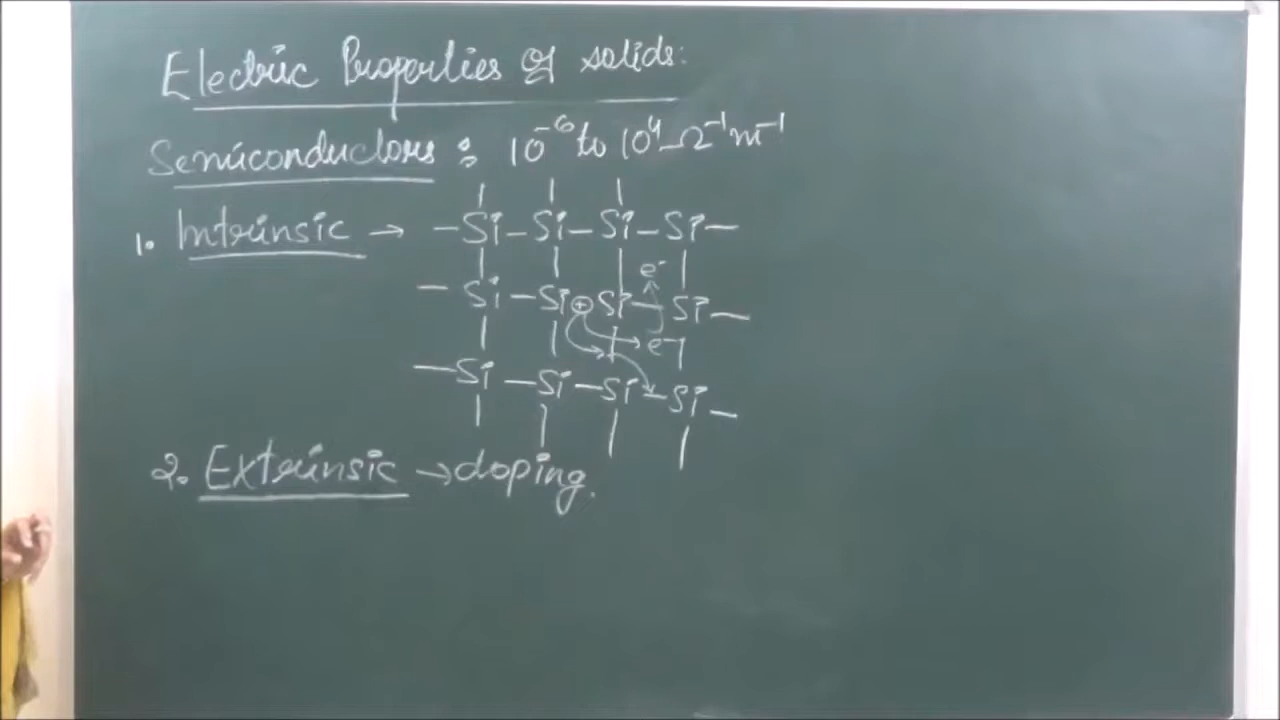 Electric Properties of solids:
Semiconductors : 10⁻⁶ to 10⁴ Ω⁻¹m⁻¹
1. Intrinsic → –Si–Si–Si–Si–
e⁻
–Si–Si⊕Si–Si–
e⁻
–Si–Si–Si–Si–
2. Extrinsic → doping.